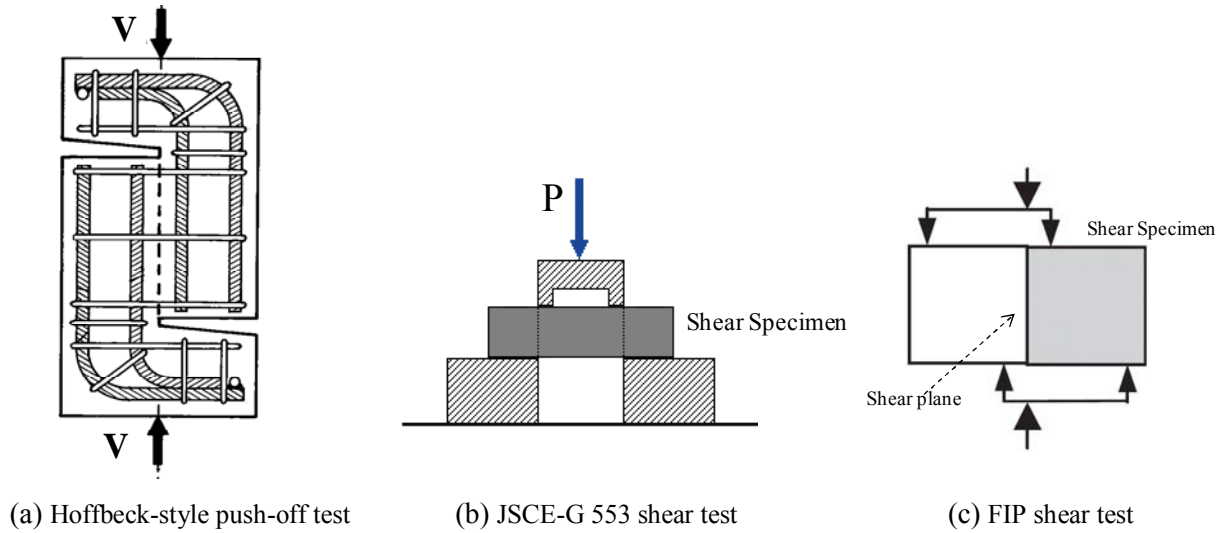 V
V
(a) Hoffbeck-style push-off test
P
Shear Specimen
(b) JSCE-G 553 shear test
Shear Specimen
Shear plane
(c) FIP shear test